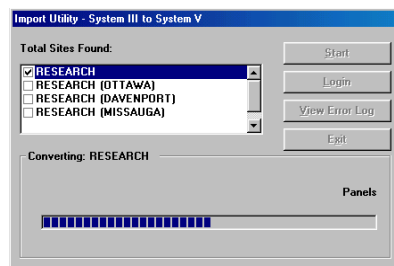 Import Utility - System III to System V
Total Sites Found:
RESEARCH
RESEARCH (OTTAWA)
RESEARCH (DAVENPORT)
RESEARCH (MISSAUGA)
Start
Login
View Error Log
Exit
Converting: RESEARCH
Panels